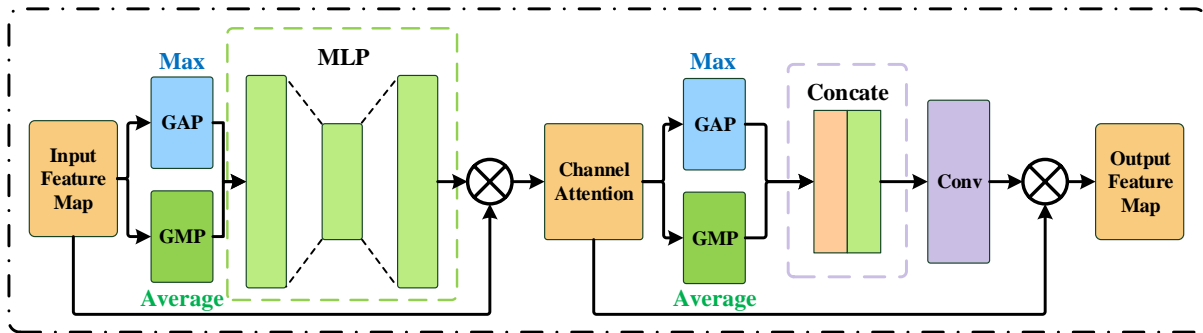 Max
GAP
GMP
Average
Input
Feature
Map
MLP
Channel
Attention
Max
GAP
GMP
Average
Concate
Conv
Output
Feature
Map